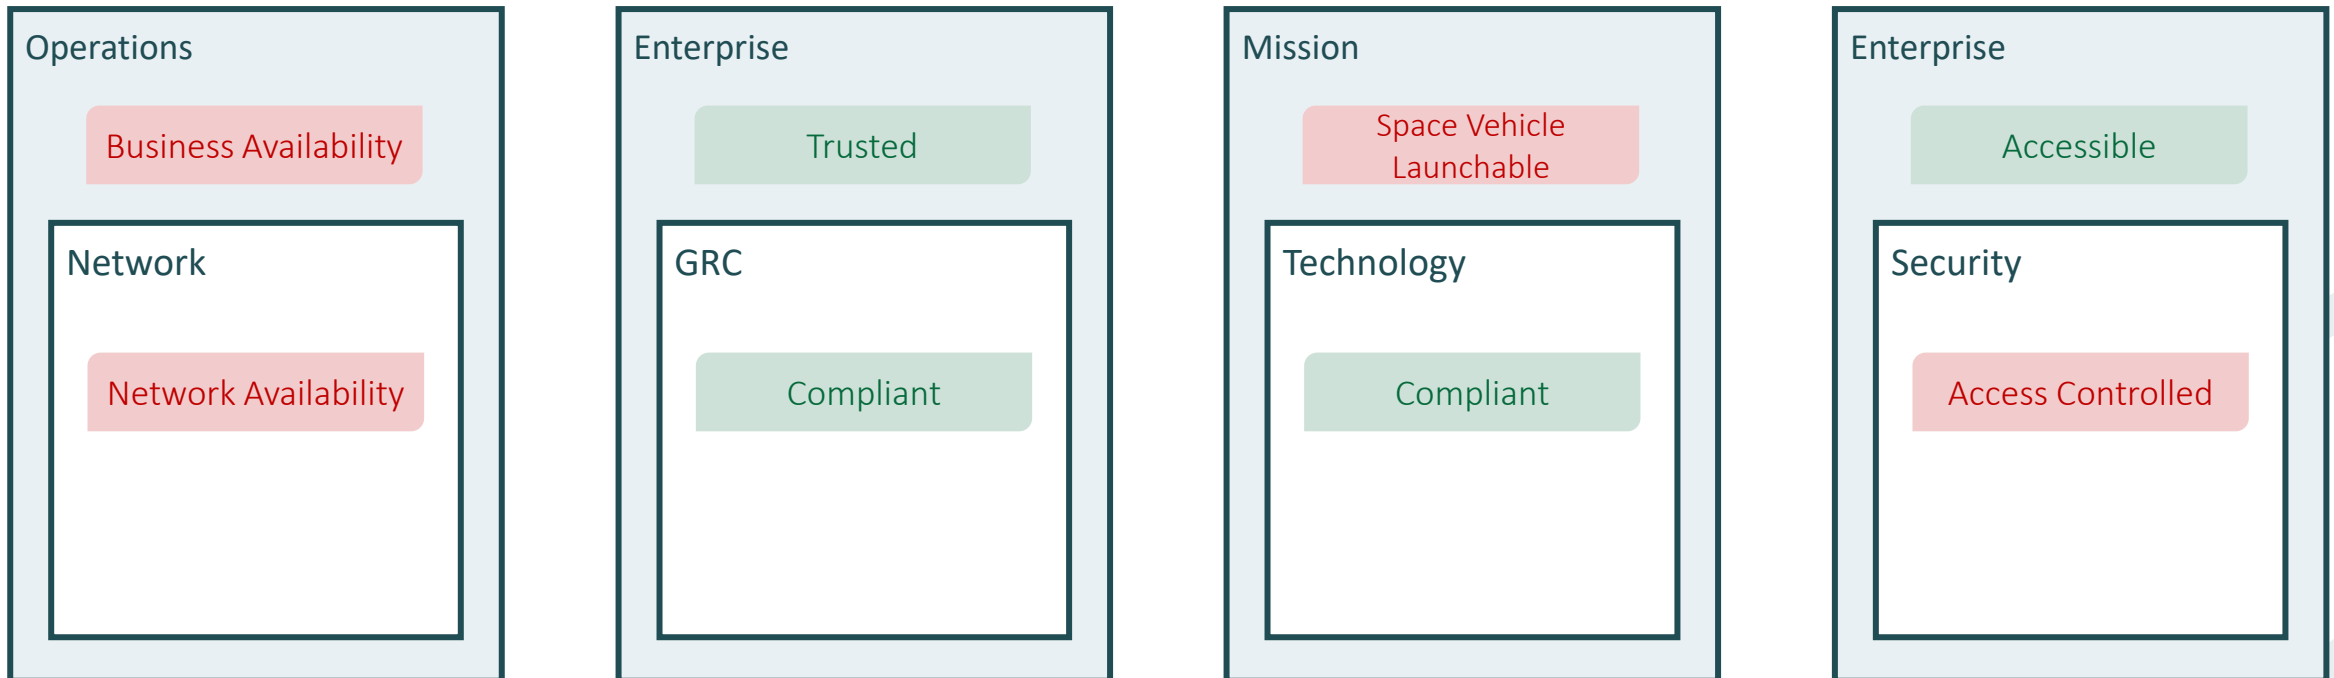 Operations
Business Availability
Network
Network Availability
Enterprise
Trusted
GRC
Compliant
Mission
Space Vehicle
Launchable
Technology
Compliant
Enterprise
Accessible
Security
Access Controlled